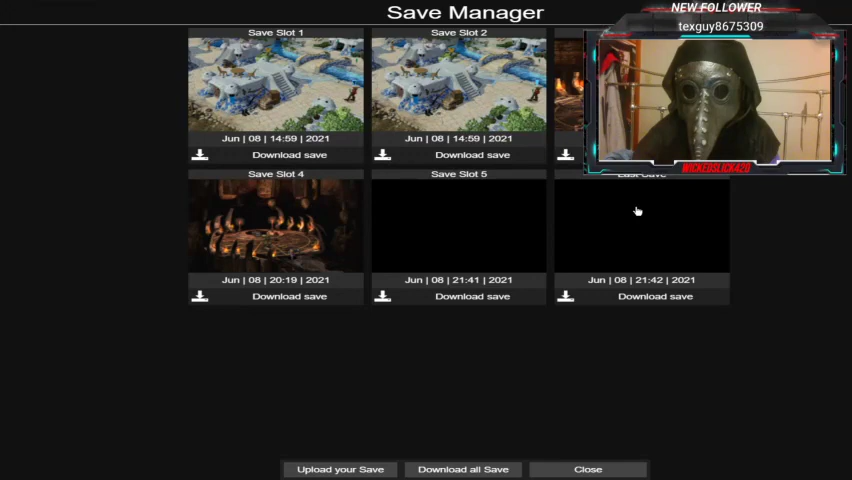 Save Manager
NEW FOLLOWER
texguy8675309
Save Slot 1
Save Slot 2
Jun | 08 | 14:59 | 2021
Jun | 08 | 14:59 | 2021
Download save
Download save
WICKEDSLICK420
Save Slot 4
Save Slot 5
Last Save
Jun | 08 | 20:19 | 2021
Jun | 08 | 21:41 | 2021
Jun | 08 | 21:42 | 2021
Download save
Download save
Download save
Upload your Save
Download all Save
Close